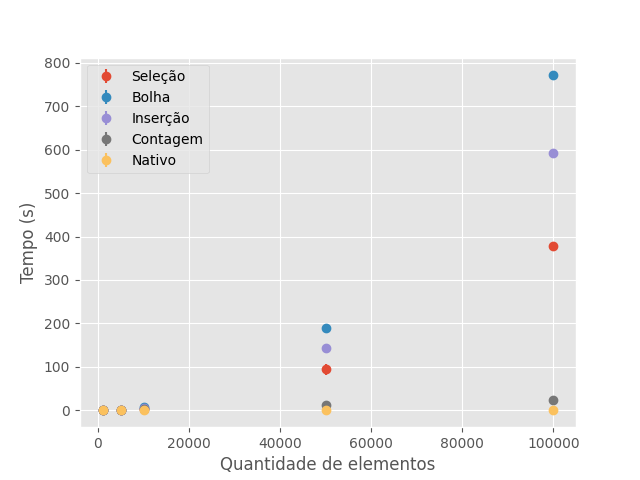 800
700
600
500
400
300
200
100
0
Tempo (s)
Seleção
Bolha
Inserção
Contagem
Nativo
0 20000 40000 60000 80000 100000
Quantidade de elementos